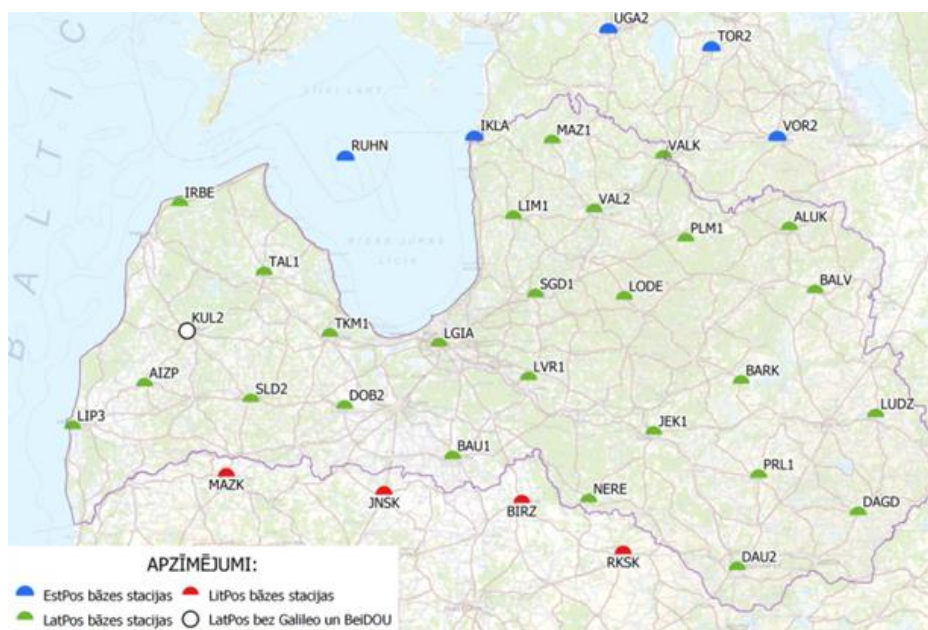 UGA2
TOR2
IKLA
MAZ1
VOR2
RUHN
VALK
IRBE
LIM1
VAL2
PLM1
ALUK
TAL1
SGD1
LODE
BALV
KUL2
TKM1
LGIA
AIZP
SLD2
DOB2
LVR1
BARK
LIP3
JEK1
LUDZ
BAU1
MAZK
JNSK
BIRZ
NERE
PRL1
DAGD
RKSK
DAU2
BALTIC
APZĪMĒJUMI:
EstPos bāzes stacijas
LitPos bāzes stacijas
LatPos bāzes stacijas
LatPos bez Galileo un BeiDOU